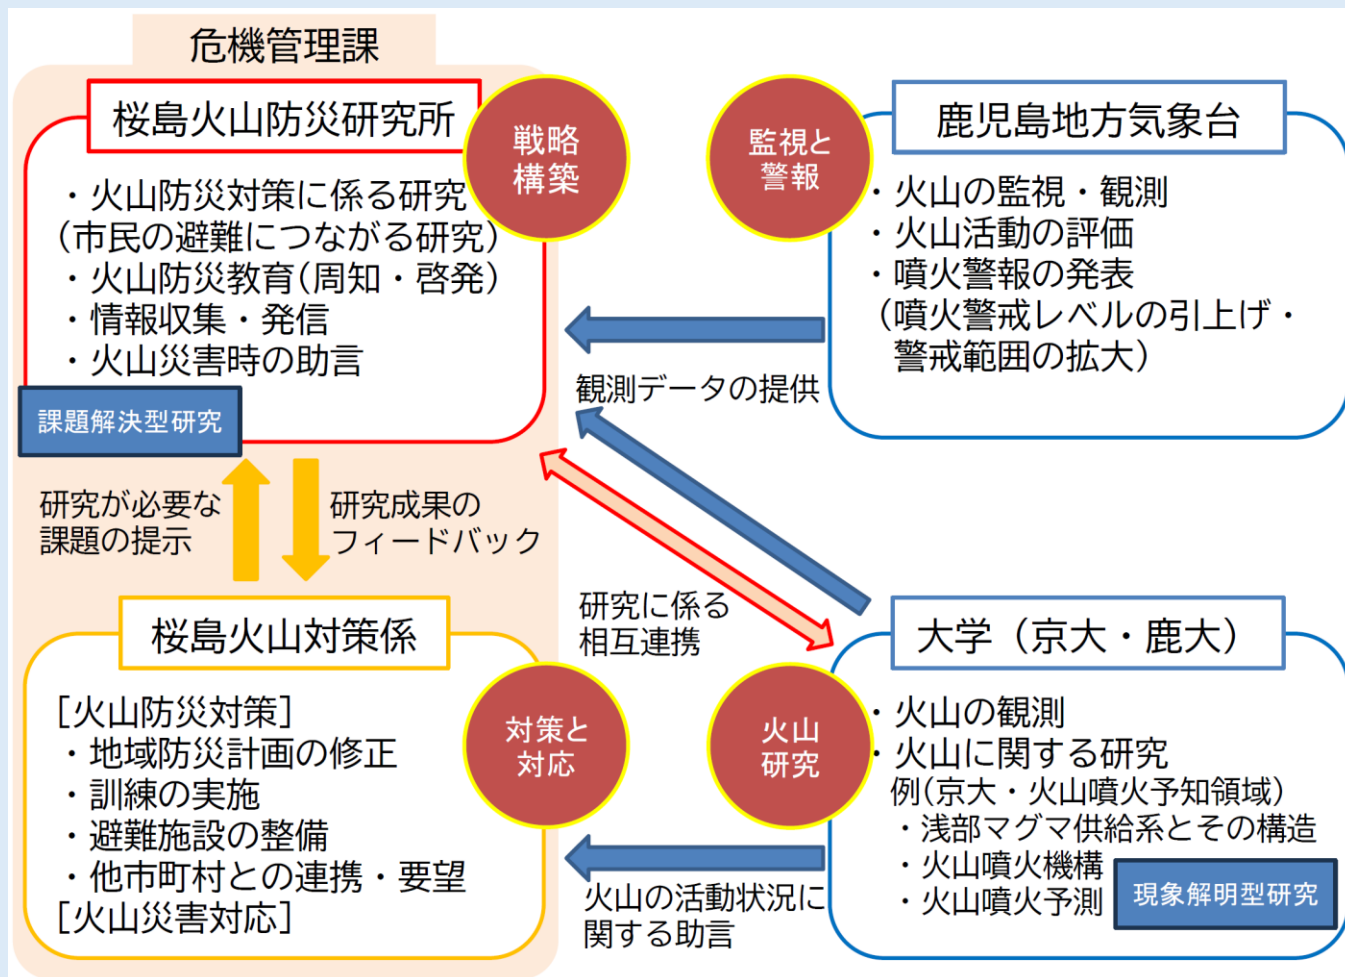 危機管理課
桜島火山防災研究所
戦略
構築
・火山防災対策に係る研究
(市民の避難につながる研究)
・火山防災教育(周知・啓発)
・情報収集・発信
・火山災害時の助言
課題解決型研究
監視と
警報
鹿児島地方気象台
・火山の監視・観測
・火山活動の評価
・噴火警報の発表
(噴火警戒レベルの引上げ・
警戒範囲の拡大)
観測データの提供
研究が必要な
課題の提示
研究成果の
フィードバック
研究に係る
相互連携
桜島火山対策係
対策と
対応
[火山防災対策]
・地域防災計画の修正
・訓練の実施
・避難施設の整備
・他市町村との連携・要望
[火山災害対応]
火山の活動状況に
関する助言
火山
研究
大学(京大・鹿大)
・火山の観測
・火山に関する研究
例(京大・火山噴火予知領域)
・浅部マグマ供給系とその構造
・火山噴火機構
・火山噴火予測
現象解明型研究